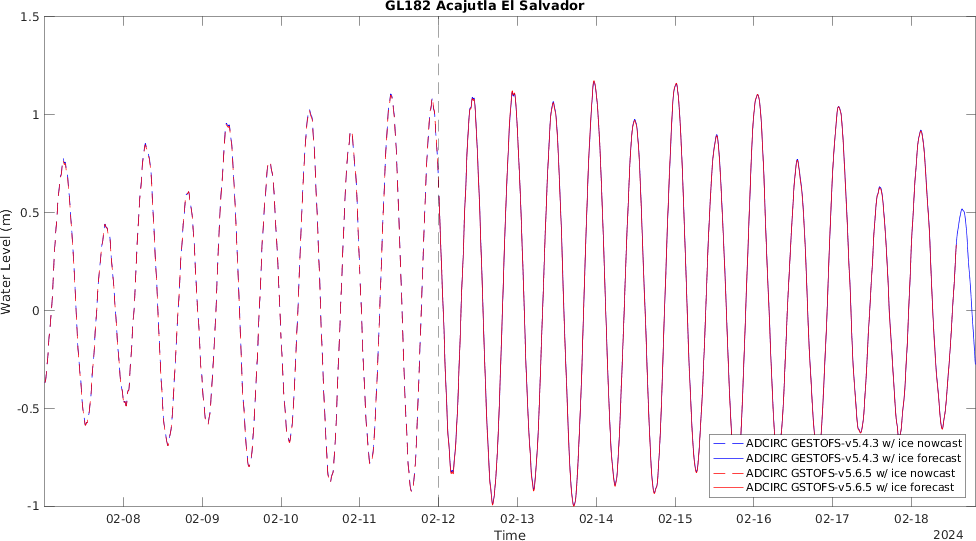 GL182 Acajutla El Salvador
1.5
1
0.5
0
-0.5
-1
Water Level (m)
ADCIRC GESTOFS-v5.4.3 w/ ice nowcast
ADCIRC GESTOFS-v5.4.3 w/ ice forecast
ADCIRC GSTOFS-v5.6.5 w/ ice nowcast
ADCIRC GSTOFS-v5.6.5 w/ ice forecast
02-08 02-09 02-10 02-11 02-12 02-13 02-14 02-15 02-16 02-17 02-18
Time
2024